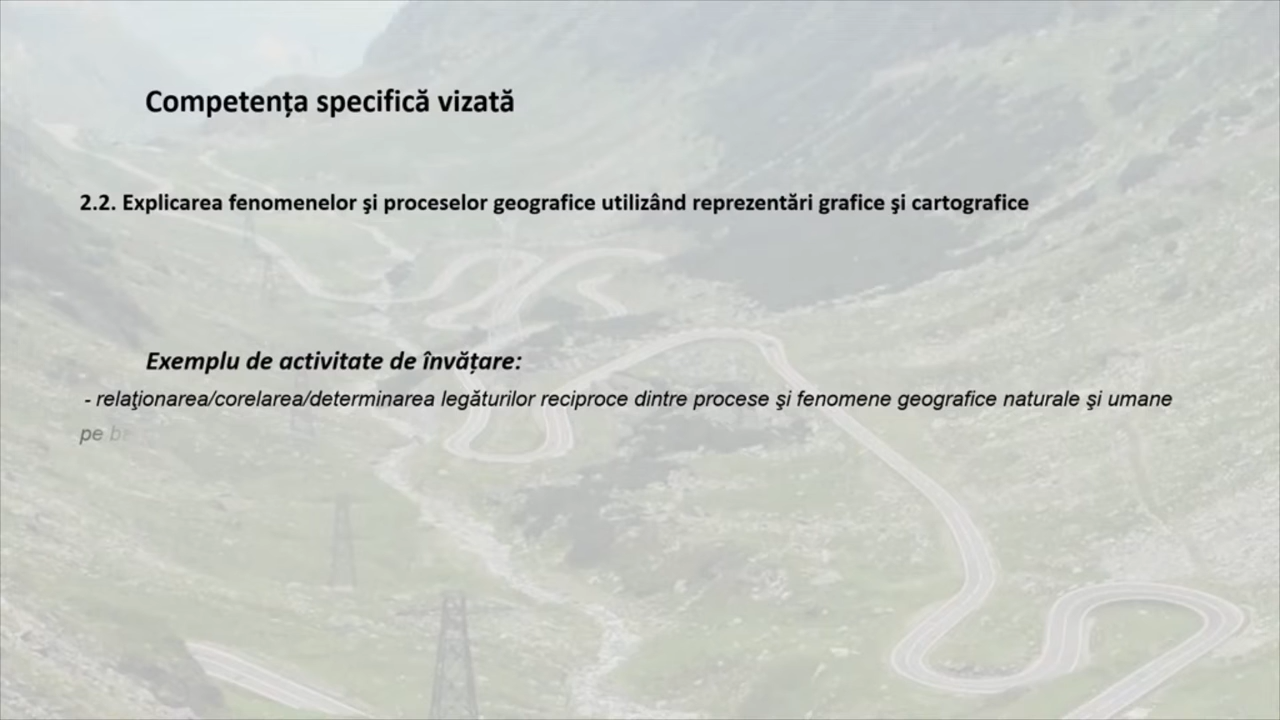 Competența specifică vizată
2.2. Explicarea fenomenelor şi proceselor geografice utilizând reprezentări grafice şi cartografice
Exemplu de activitate de învățare:
- relaţionarea/corelarea/determinarea legăturilor reciproce dintre procese şi fenomene geografice naturale şi umane
pe